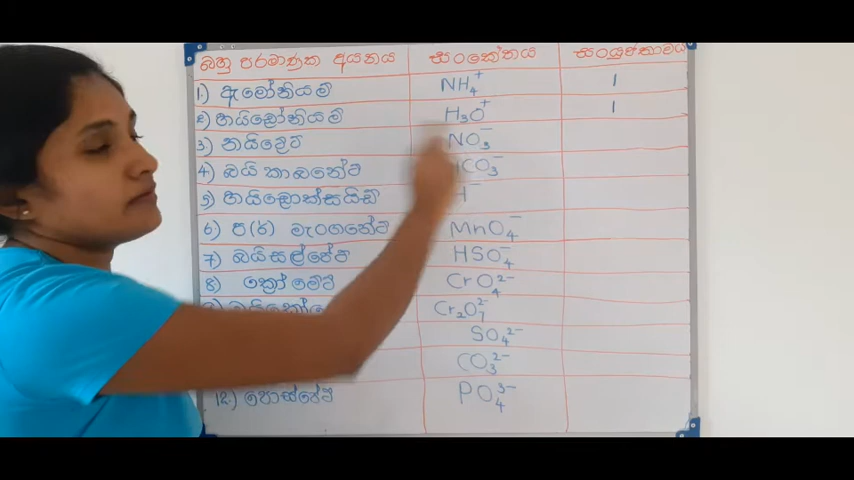 බහු පරමාණුක අයනය සංකේතය සංයුජතාවය
1.) ඇමෝනියම් NH₄⁺ 1
2.) හයිඩ්‍රෝනියම් H₃O⁺ 1
3.) නයිට්‍රේට් NO₃⁻
4.) බයිකාබනේට් CO₃⁻
5.) හයිඩ්‍රොක්සයිඩ් H⁻
6.) ප(ර්) මැංගනේට් MnO₄⁻
7.) බයිසල්ෆේට් HSO₄⁻
8.) ක්‍රෝමේට් CrO₄²⁻
Cr₂O₇²⁻
SO₄²⁻
CO₃²⁻
12.) පොස්පේට් PO₄³⁻